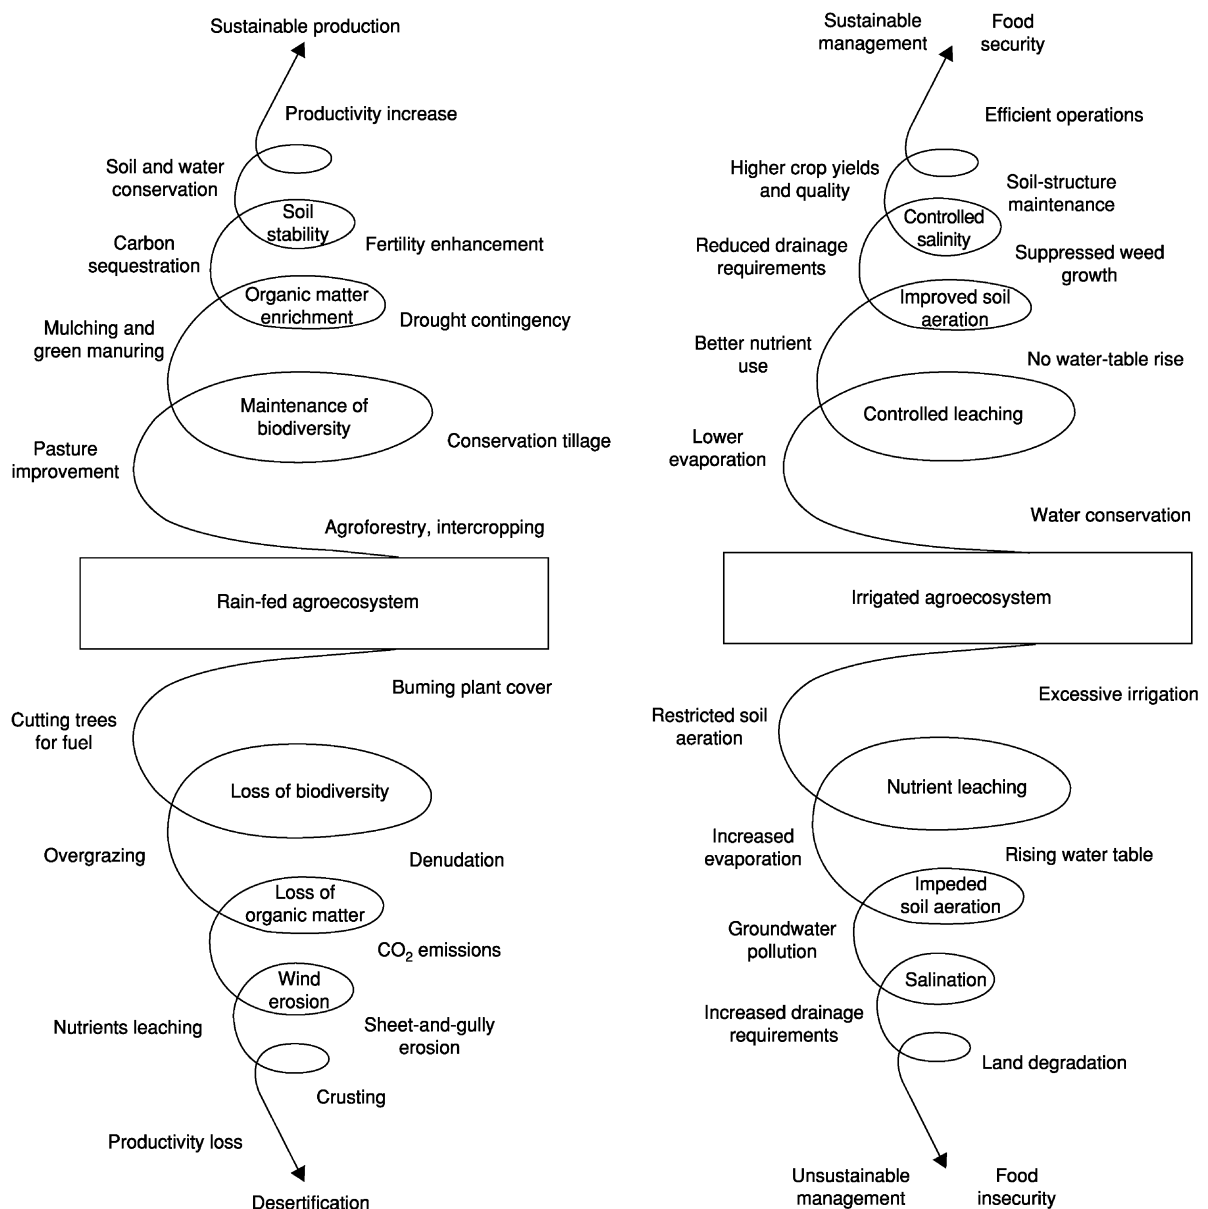 Sustainable production
Productivity increase
Soil and water
conservation
Soil
stability
Carbon
sequestration
Fertility enhancement
Organic matter
enrichment
Mulching and
green manuring
Drought contingency
Maintenance of
biodiversity
Pasture
improvement
Conservation tillage
Agroforestry, intercropping
Rain-fed agroecosystem
Burning plant cover
Cutting trees
for fuel
Loss of biodiversity
Overgrazing
Denudation
Loss of
organic matter
CO₂ emissions
Wind
erosion
Nutrients leaching
Sheet-and-gully
erosion
Crusting
Productivity loss
Desertification
Sustainable
management
Food
security
Efficient operations
Higher crop yields
and quality
Soil-structure
maintenance
Controlled
salinity
Reduced drainage
requirements
Suppressed weed
growth
Improved soil
aeration
Better nutrient
use
No water-table rise
Controlled leaching
Lower
evaporation
Water conservation
Irrigated agroecosystem
Excessive irrigation
Restricted soil
aeration
Nutrient leaching
Increased
evaporation
Rising water table
Impeded
soil aeration
Groundwater
pollution
Salination
Increased drainage
requirements
Land degradation
Unsustainable
management
Food
insecurity